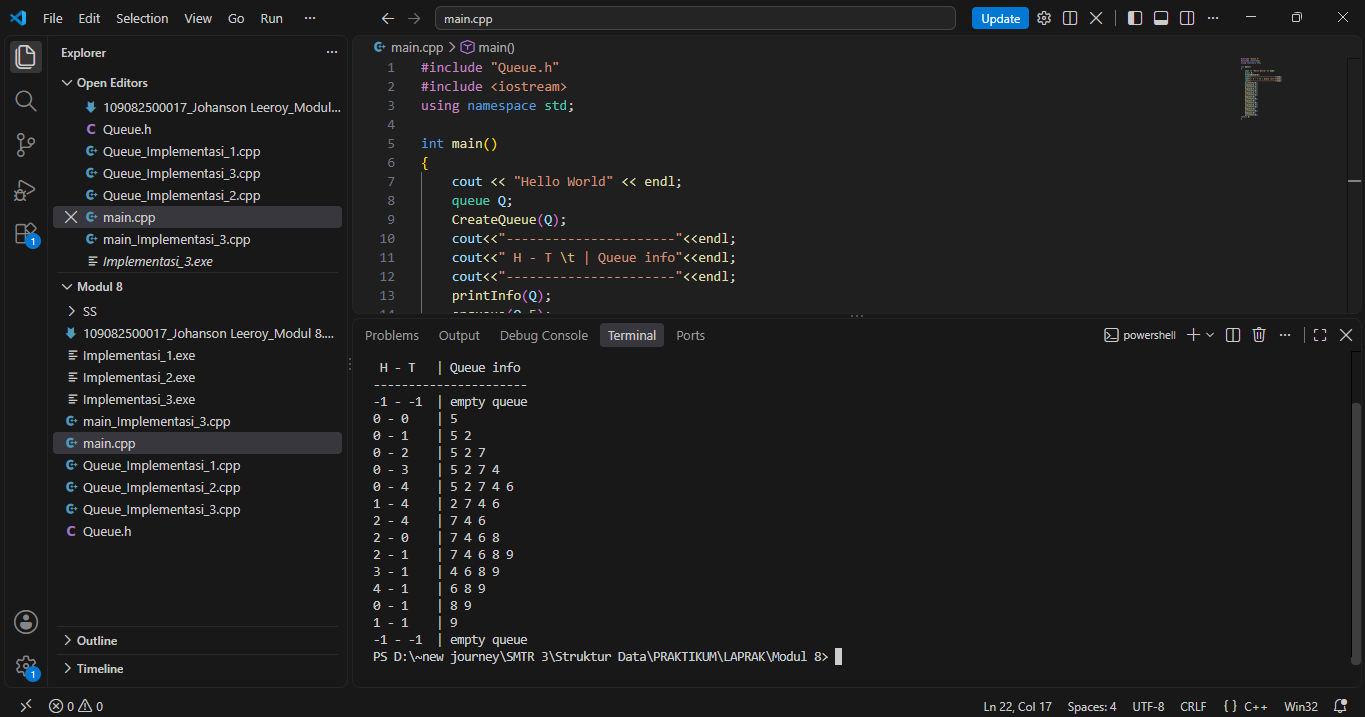 File Edit Selection View Go Run ··· main.cpp Update
Explorer ···
Open Editors
109082500017_Johanson Leeroy_Modul...
Queue.h
Queue_Implementasi_1.cpp
Queue_Implementasi_3.cpp
Queue_Implementasi_2.cpp
main.cpp
main_Implementasi_3.cpp
Implementasi_3.exe
Modul 8
SS
109082500017_Johanson Leeroy_Modul 8....
Implementasi_1.exe
Implementasi_2.exe
Implementasi_3.exe
main_Implementasi_3.cpp
main.cpp
Queue_Implementasi_1.cpp
Queue_Implementasi_2.cpp
Queue_Implementasi_3.cpp
Queue.h
Outline
Timeline
1
1
main.cpp > main()
1 #include "Queue.h"
2 #include <iostream>
3 using namespace std;
4
5 int main()
6 {
7 cout << "Hello World" << endl;
8 queue Q;
9 CreateQueue(Q);
10 cout<<"----------------------"<<endl;
11 cout<<" H - T \t | Queue info"<<endl;
12 cout<<"----------------------"<<endl;
13 printInfo(Q);
Problems Output Debug Console Terminal Ports powershell
H - T | Queue info
----------------------
-1 - -1 | empty queue
0 - 0 | 5
0 - 1 | 5 2
0 - 2 | 5 2 7
0 - 3 | 5 2 7 4
0 - 4 | 5 2 7 4 6
1 - 4 | 2 7 4 6
2 - 4 | 7 4 6
2 - 0 | 7 4 6 8
2 - 1 | 7 4 6 8 9
3 - 1 | 4 6 8 9
4 - 1 | 6 8 9
0 - 1 | 8 9
1 - 1 | 9
-1 - -1 | empty queue
PS D:\~new journey\SMTR 3\Struktur Data\PRAKTIKUM\LAPRAK\Modul 8>
0 0 Ln 22, Col 17 Spaces: 4 UTF-8 CRLF { } C++ Win32